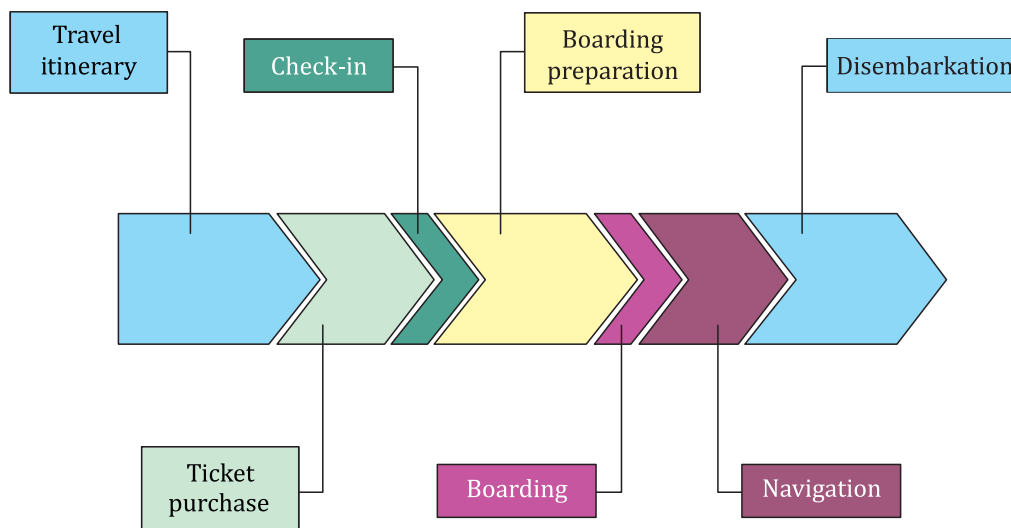 Travel
itinerary
Check-in
Boarding
preparation
Disembarkation
Ticket
purchase
Boarding
Navigation